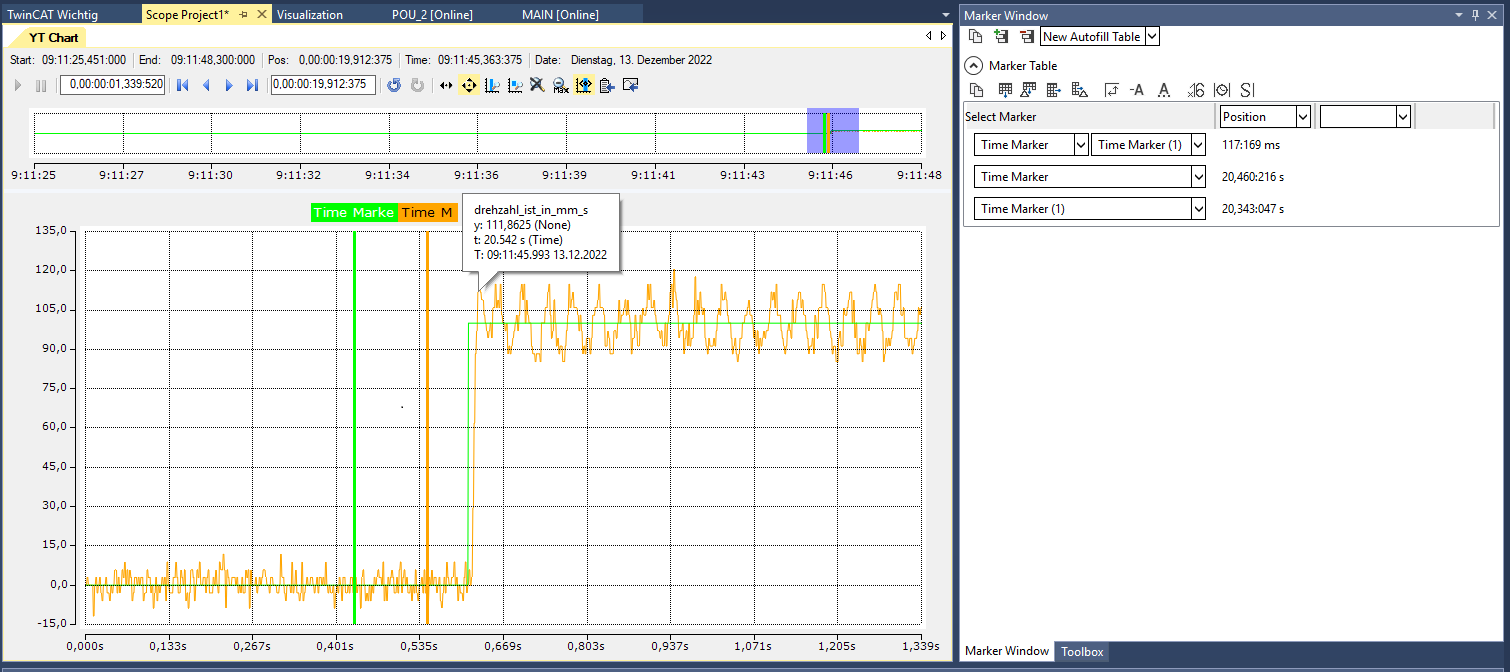 TwinCAT Wichtig
Scope Project1*
Visualization
POU_2 [Online]
MAIN [Online]
YT Chart
Start: 09:11:25,451:000 End: 09:11:48,300:000 Pos: 0,00:00:19,912:375 Time: 09:11:45,363:375 Date: Dienstag, 13. Dezember 2022
0,00:00:01,339:520
0,00:00:19,912:375
Max
9:11:25 9:11:27 9:11:30 9:11:32 9:11:34 9:11:36 9:11:39 9:11:41 9:11:43 9:11:46 9:11:48
Time Marke Time M
drehzahl_ist_in_mm_s
y: 111,8625 (None)
t: 20.542 s (Time)
T: 09:11:45.993 13.12.2022
135,0
120,0
105,0
90,0
75,0
60,0
45,0
30,0
15,0
0,0
-15,0
0,000s 0,133s 0,267s 0,401s 0,535s 0,669s 0,803s 0,937s 1,071s 1,205s 1,339s
Marker Window
New Autofill Table
Marker Table
Select Marker
Position
Time Marker Time Marker (1) 117:169 ms
Time Marker 20,460:216 s
Time Marker (1) 20,343:047 s
Marker Window Toolbox